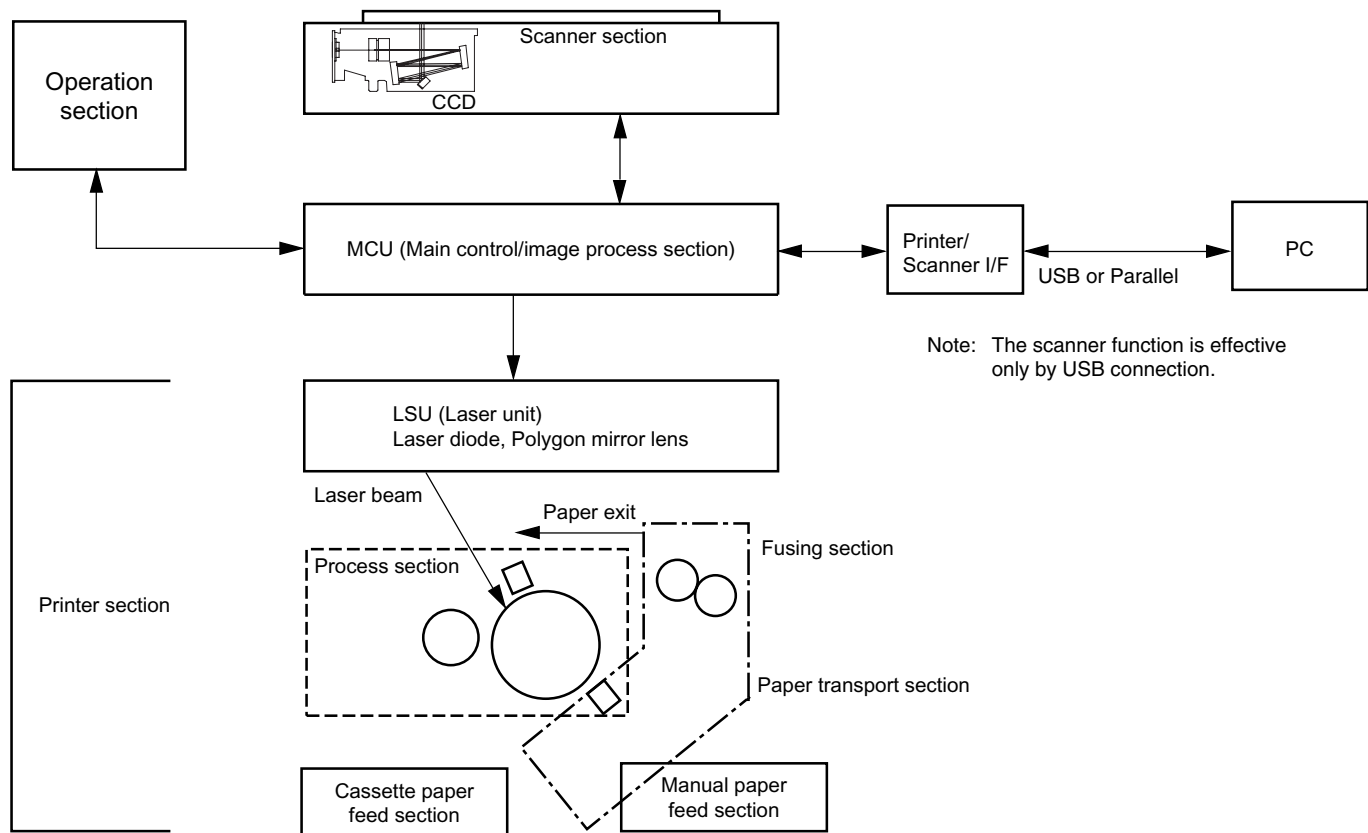 Scanner section
CCD
Operation
section
MCU (Main control/image process section)
Printer/
Scanner I/F
USB or Parallel
PC
Note: The scanner function is effective
only by USB connection.
LSU (Laser unit)
Laser diode, Polygon mirror lens
Laser beam
Paper exit
Fusing section
Process section
Printer section
Paper transport section
Cassette paper
feed section
Manual paper
feed section